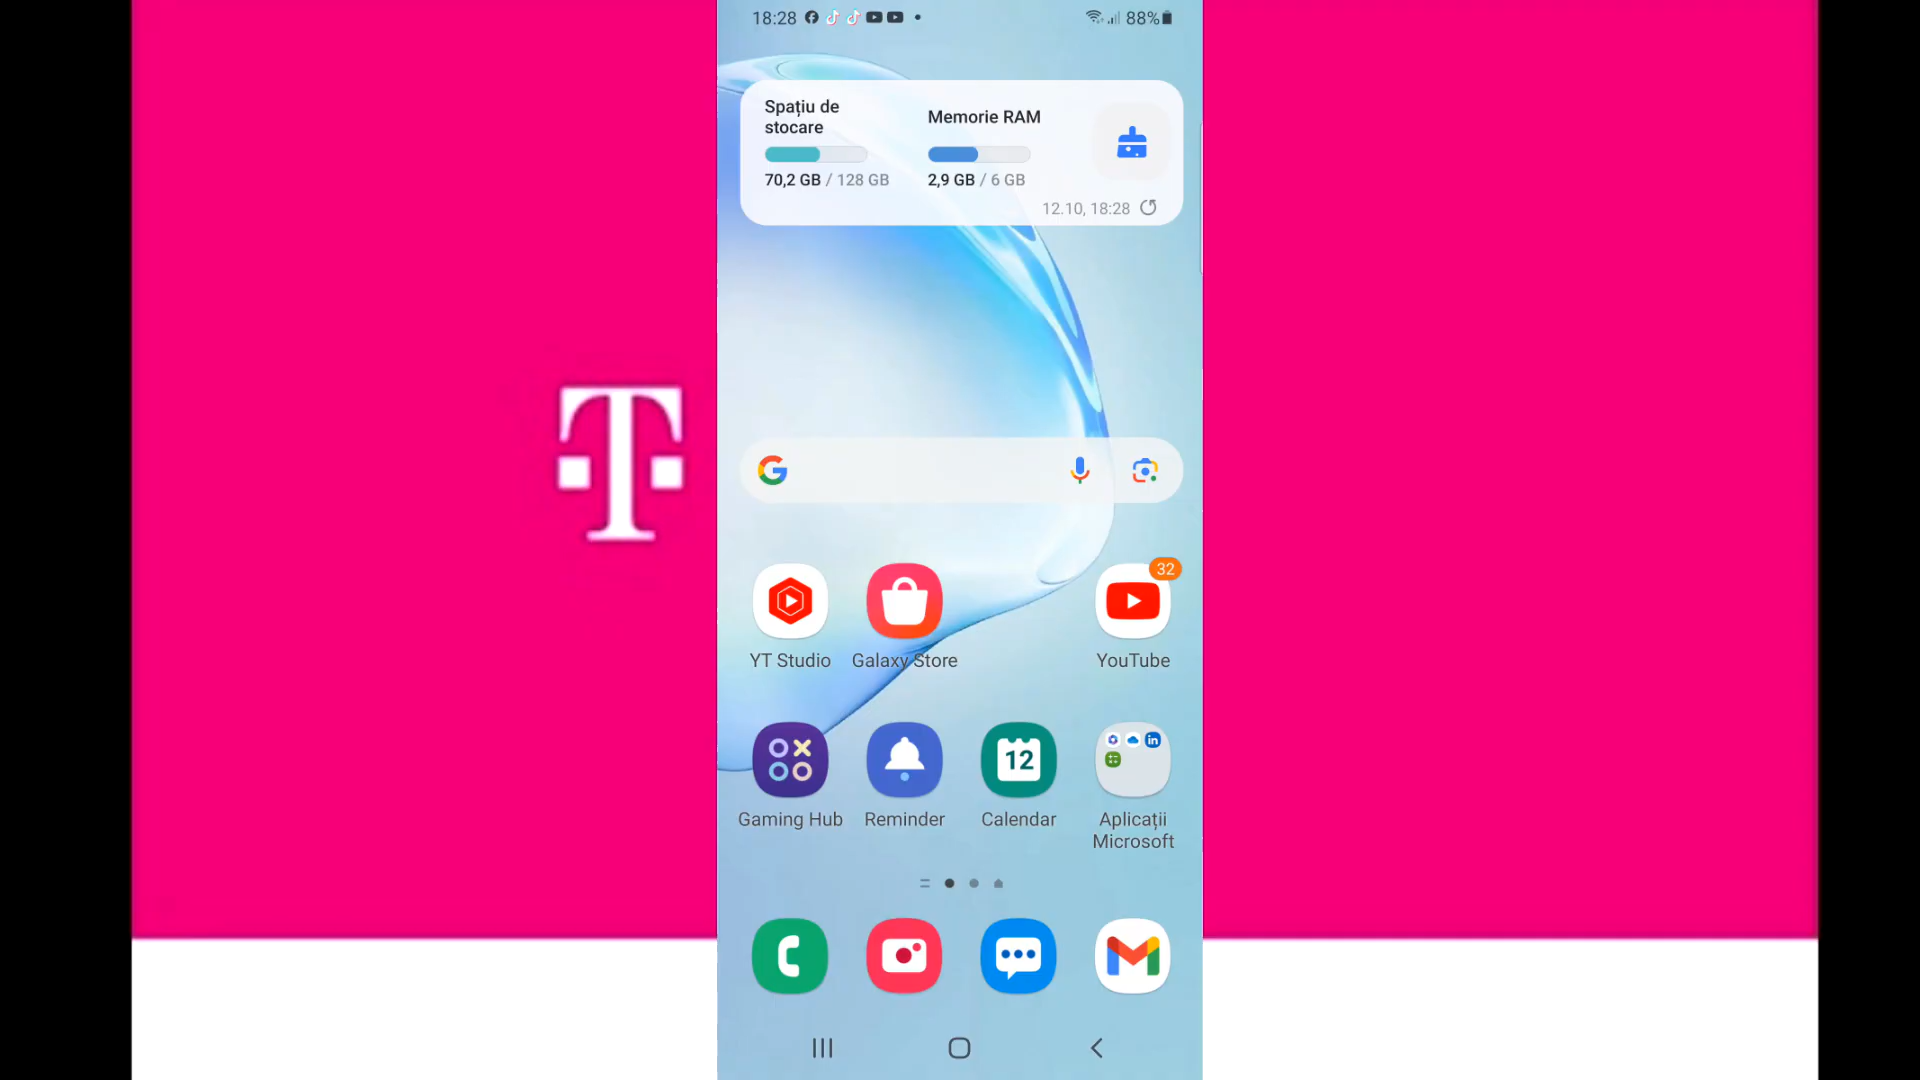 18:28
88%
Spațiu de
stocare
Memorie RAM
70,2 GB / 128 GB
2,9 GB / 6 GB
12.10, 18:28
T
32
YT Studio
Galaxy Store
YouTube
12
in
Gaming Hub
Reminder
Calendar
Aplicații
Microsoft